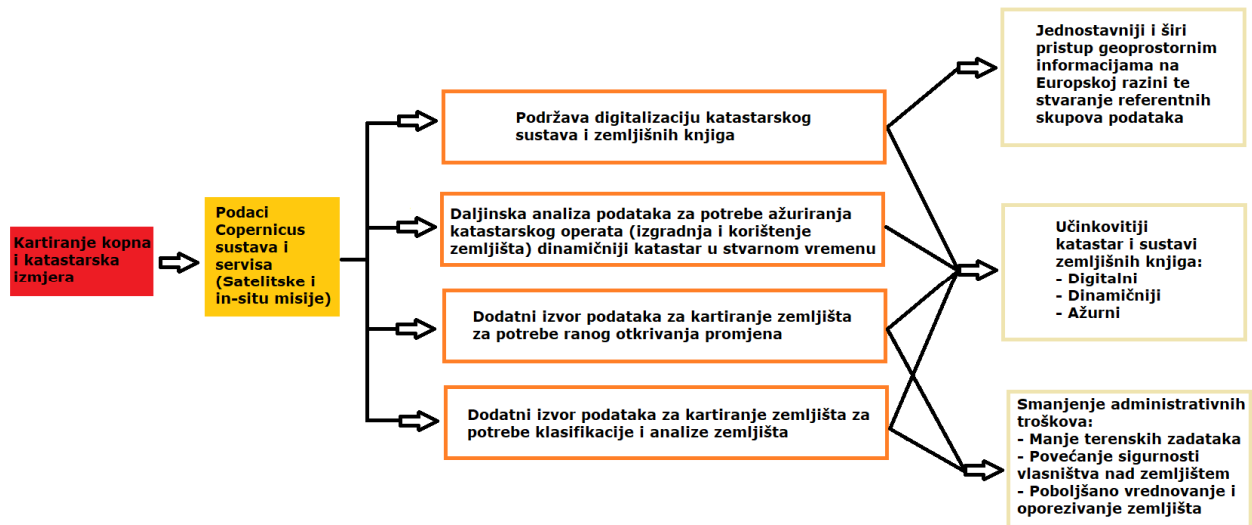 Kartiranje kopna
i katastarska
izmjera
Podaci
Copernicus
sustava i
servisa
(Satelitske i
in-situ misije)
Podržava digitalizaciju katastarskog
sustava i zemljišnih knjiga
Daljinska analiza podataka za potrebe ažuriranja
katastarskog operata (izgradnja i korištenje
zemljišta) dinamičniji katastar u stvarnom vremenu
Dodatni izvor podataka za kartiranje zemljišta
za potrebe ranog otkrivanja promjena
Dodatni izvor podataka za kartiranje zemljišta za
potrebe klasifikacije i analize zemljišta
Jednostavniji i širi
pristup geoprostornim
informacijama na
Europskoj razini te
stvaranje referentnih
skupova podataka
Učinkovitiji
katastar i sustavi
zemljišnih knjiga:
- Digitalni
- Dinamičniji
- Ažurni
Smanjenje administrativnih
troškova:
- Manje terenskih zadataka
- Povećanje sigurnosti
vlasništva nad zemljištem
- Poboljšano vrednovanje i
oporezivanje zemljišta